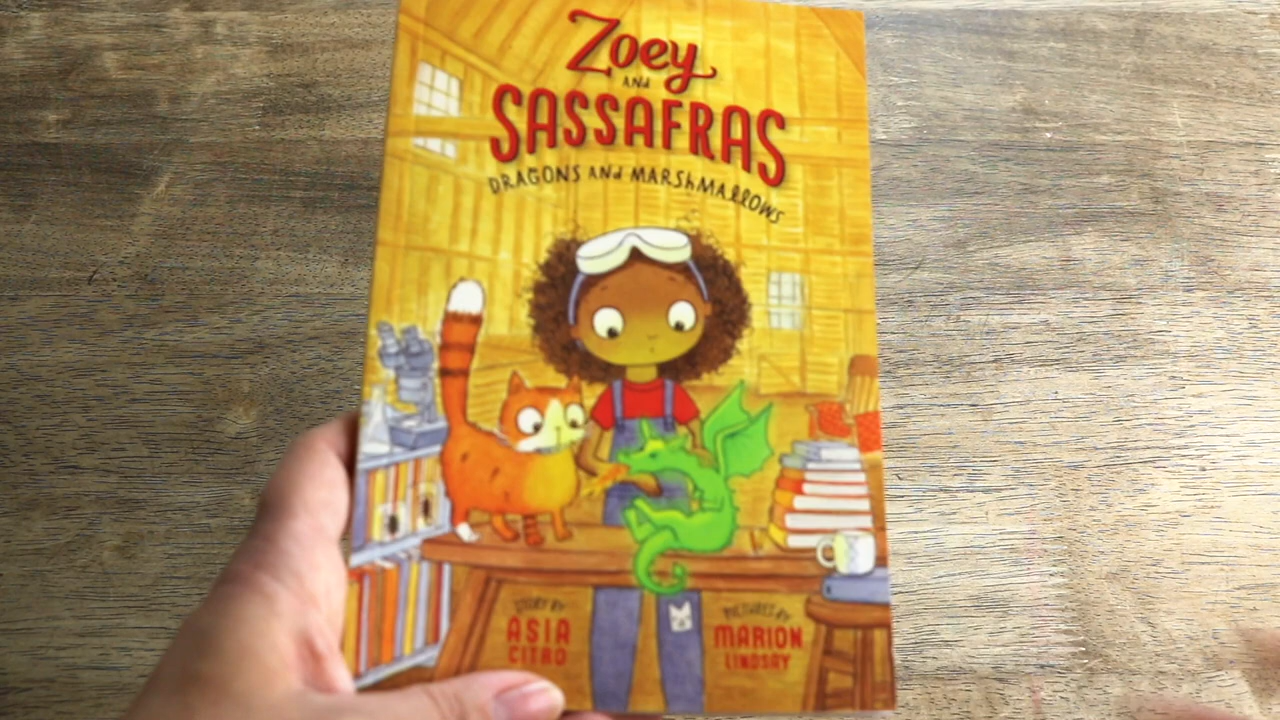 Zoey
AND
SASSAFRAS
DRAGONS AND MARSHMALLOWS
STORY BY
ASIA
CITRO
PICTURES BY
MARION
LINDSAY